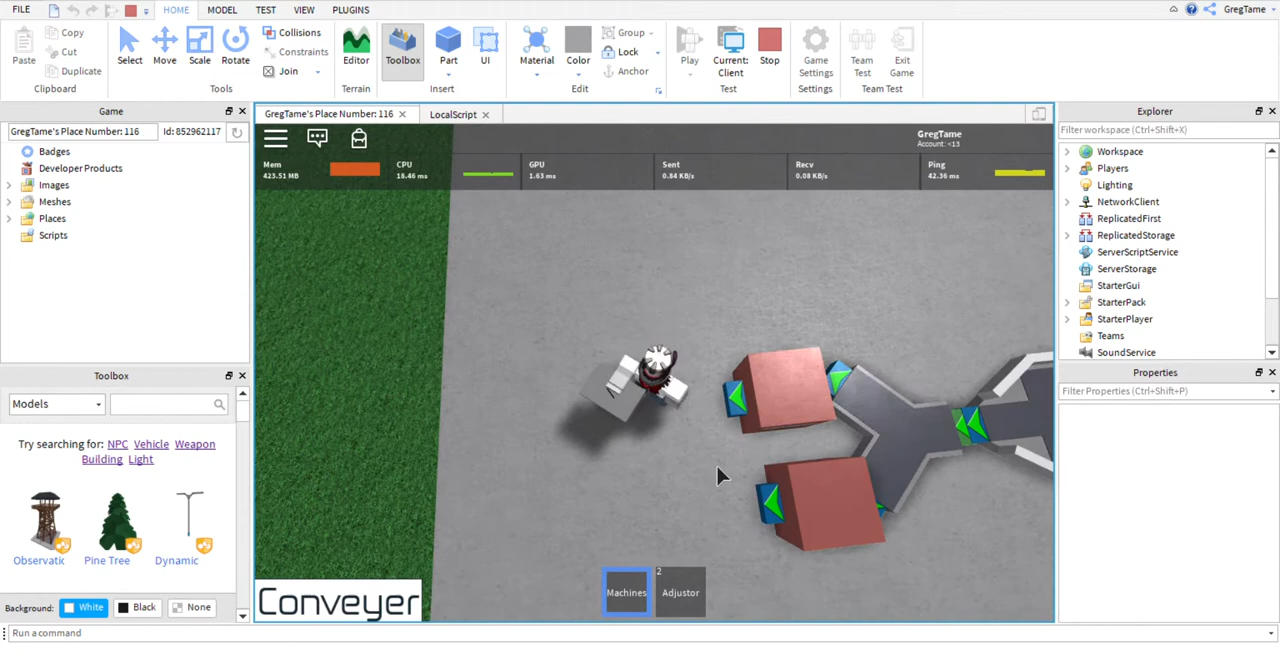 FILE HOME MODEL TEST VIEW PLUGINS GregTame
Paste Copy Cut Duplicate Select Move Scale Rotate Collisions Constraints Join Editor Toolbox Part UI Material Color Group Lock Anchor Play Current: Client Stop Game Settings Team Test Exit Game
Clipboard Tools Terrain Insert Edit Test Settings Team Test
Game
GregTame's Place Number: 116 Id: 852962117
Badges
Developer Products
Images
Meshes
Places
Scripts
Toolbox
Models
Try searching for: NPC Vehicle Weapon
Building Light
Observatic Pine Tree Dynamic
Background: White Black None
Run a command
GregTame's Place Number: 116 LocalScript
GregTame
Account: <13
Mem CPU GPU Sent Recv Ping
423.51 MB 18.46 ms 1.63 ms 0.84 KB/s 0.08 KB/s 42.36 ms
Conveyer
2
Machines Adjustor
Explorer
Filter workspace (Ctrl+Shift+X)
Workspace
Players
Lighting
NetworkClient
ReplicatedFirst
ReplicatedStorage
ServerScriptService
ServerStorage
StarterGui
StarterPack
StarterPlayer
Teams
SoundService
Properties
Filter Properties (Ctrl+Shift+P)